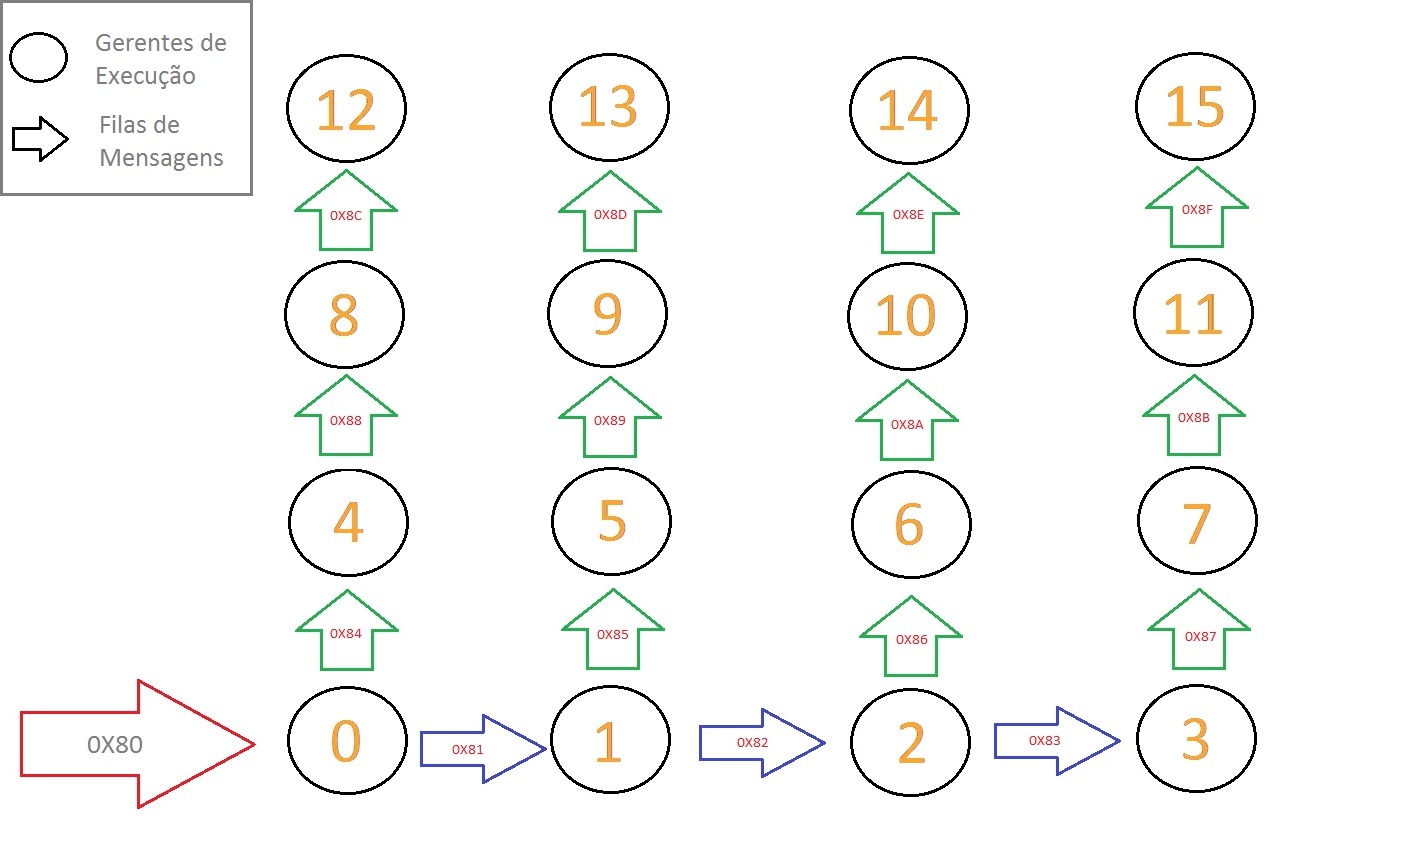 Gerentes de
Execução
Filas de
Mensagens
12 13 14 15
0X8C 0X8D 0X8E 0X8F
8 9 10 11
0X88 0X89 0X8A 0X8B
4 5 6 7
0X84 0X85 0X86 0X87
0X80 0 0X81 1 0X82 2 0X83 3